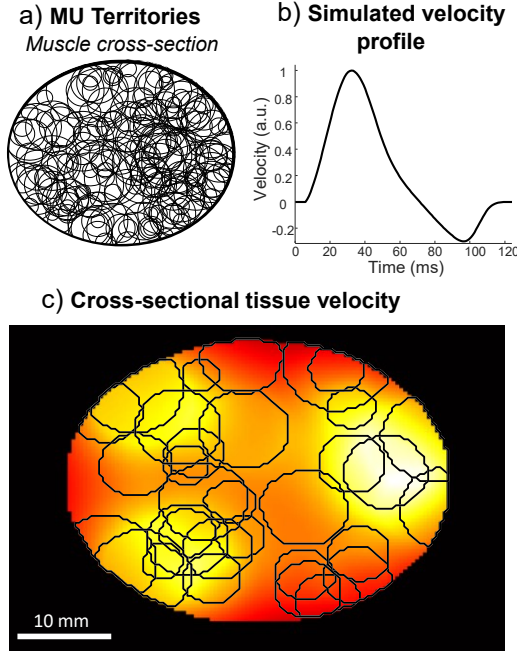 a) MU Territories
Muscle cross-section
b) Simulated velocity
profile
1
0.8
0.6
0.4
0.2
0
-0.2
Velocity (a.u.)
0 20 40 60 80 100 120
Time (ms)
c) Cross-sectional tissue velocity
10 mm